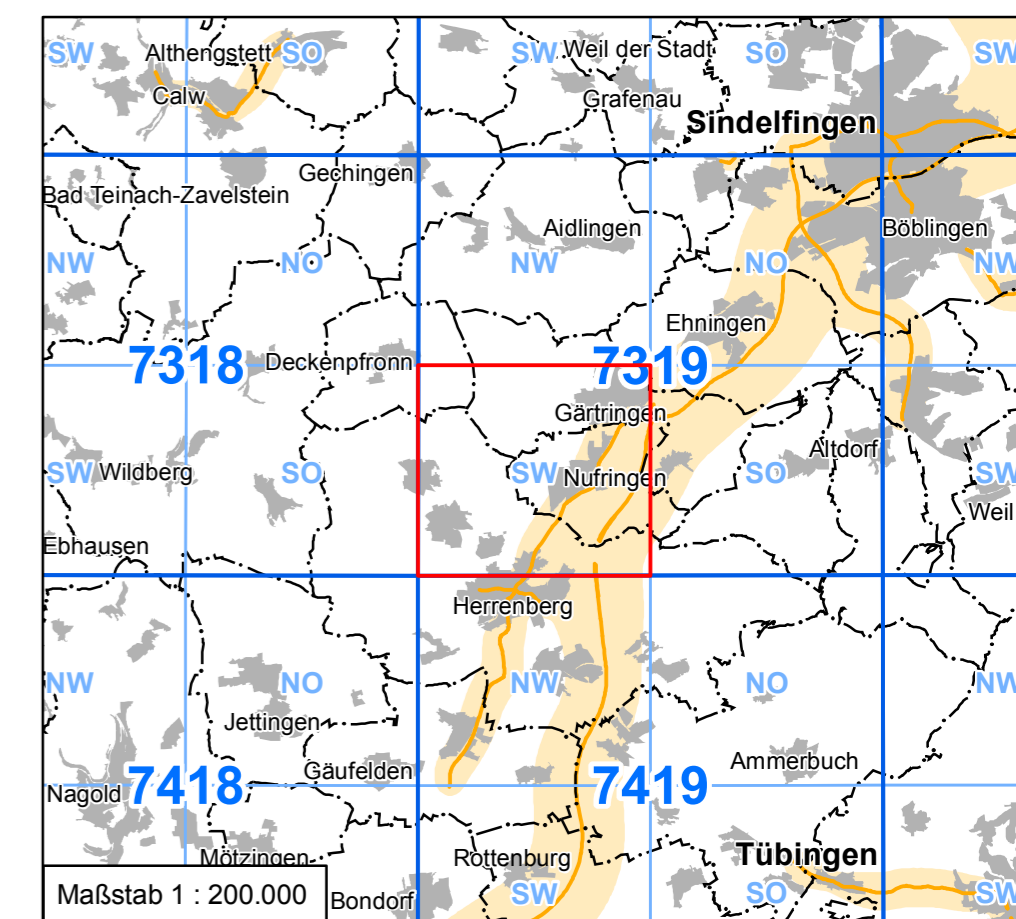 SW Althengstett SO SW Weil der Stadt SO SW
Calw Grafenau
Sindelfingen
Gechingen
Bad Teinach-Zavelstein
Aidlingen Böblingen
NW NO NW NO NW
Ehningen
7318 Deckenpfronn 7319
Gärtringen
Altdorf
SW Wildberg SO SW Nufringen SO SW
Weil
Ebhausen
Herrenberg
NW NO NW NO NW
Jettingen
Gäufelden Ammerbuch
7418 7419
Nagold
Mötzingen Rottenburg Tübingen
Maßstab 1 : 200.000 Bondorf SW SO SW